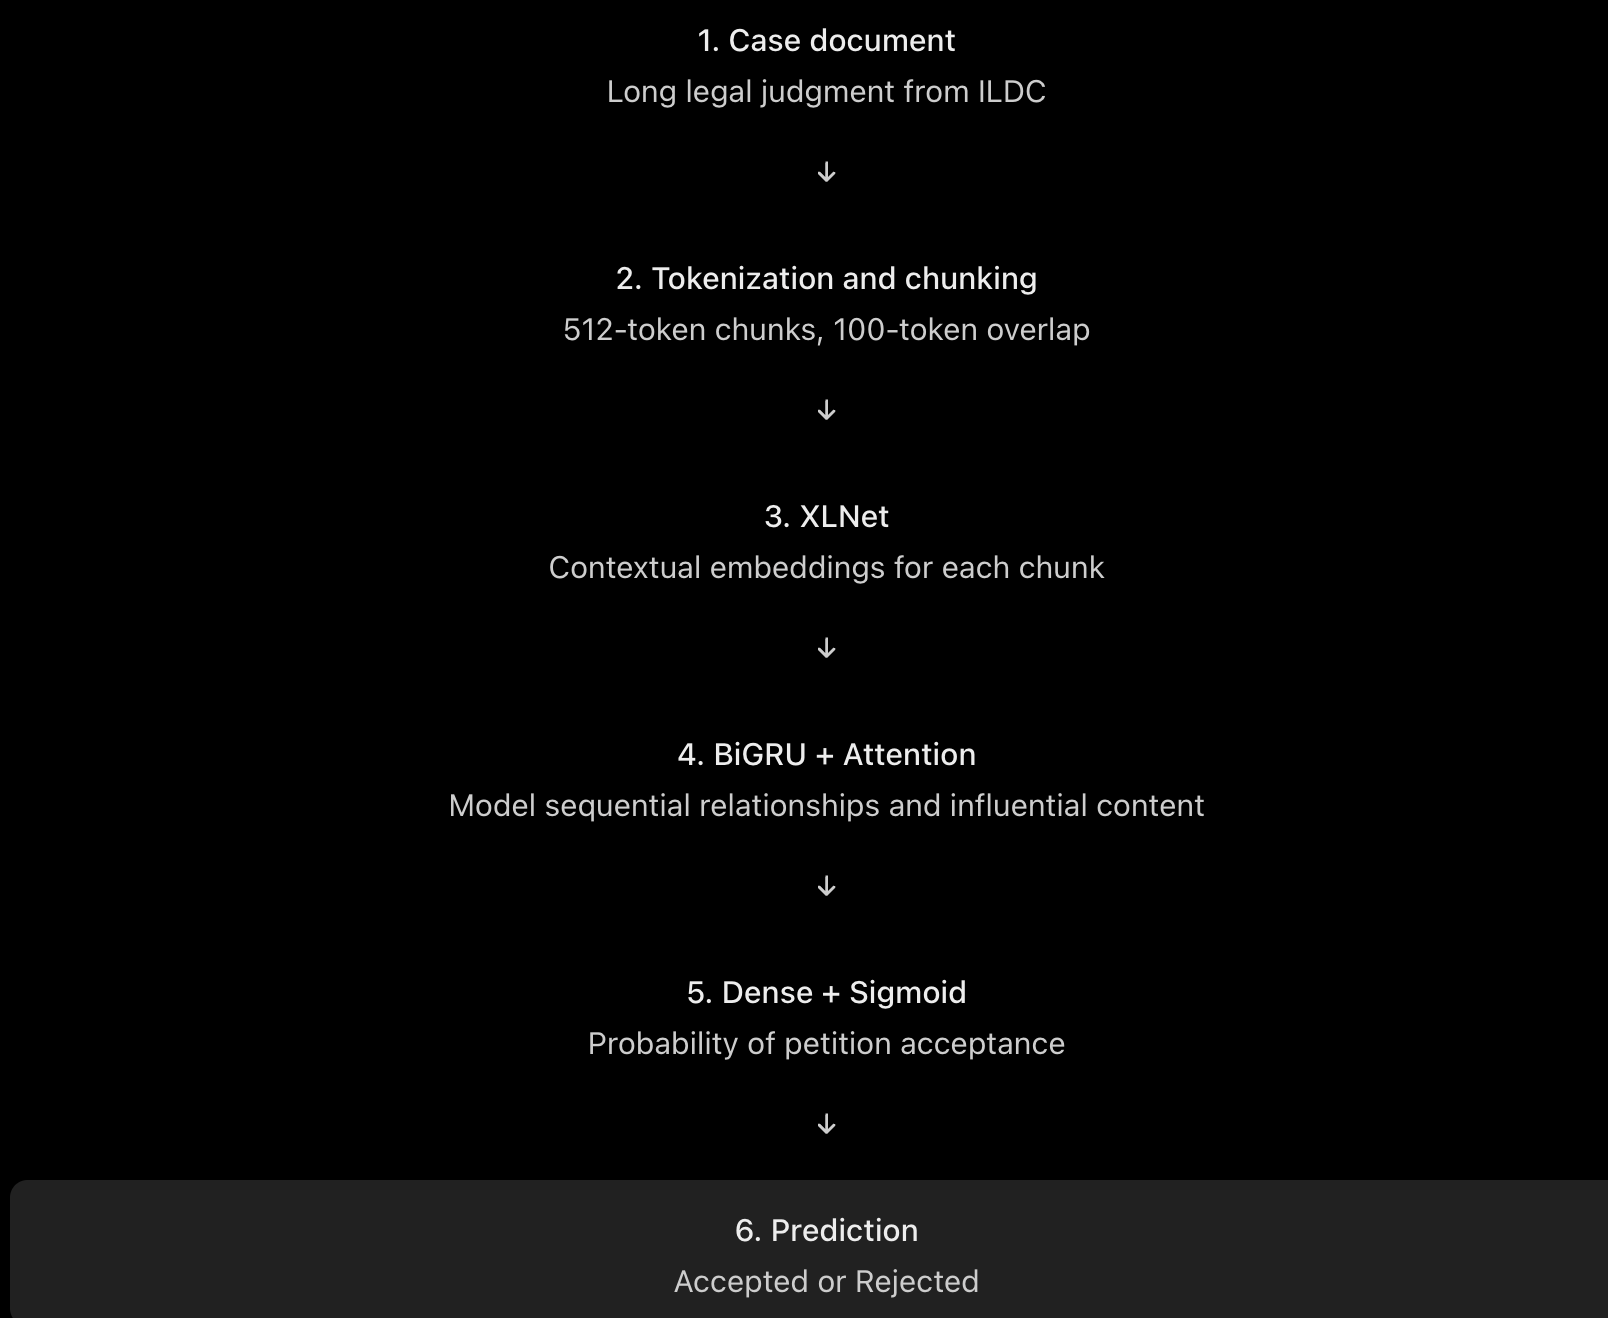 1. Case document
Long legal judgment from ILDC
↓
2. Tokenization and chunking
512-token chunks, 100-token overlap
↓
3. XLNet
Contextual embeddings for each chunk
↓
4. BiGRU + Attention
Model sequential relationships and influential content
↓
5. Dense + Sigmoid
Probability of petition acceptance
↓
6. Prediction
Accepted or Rejected